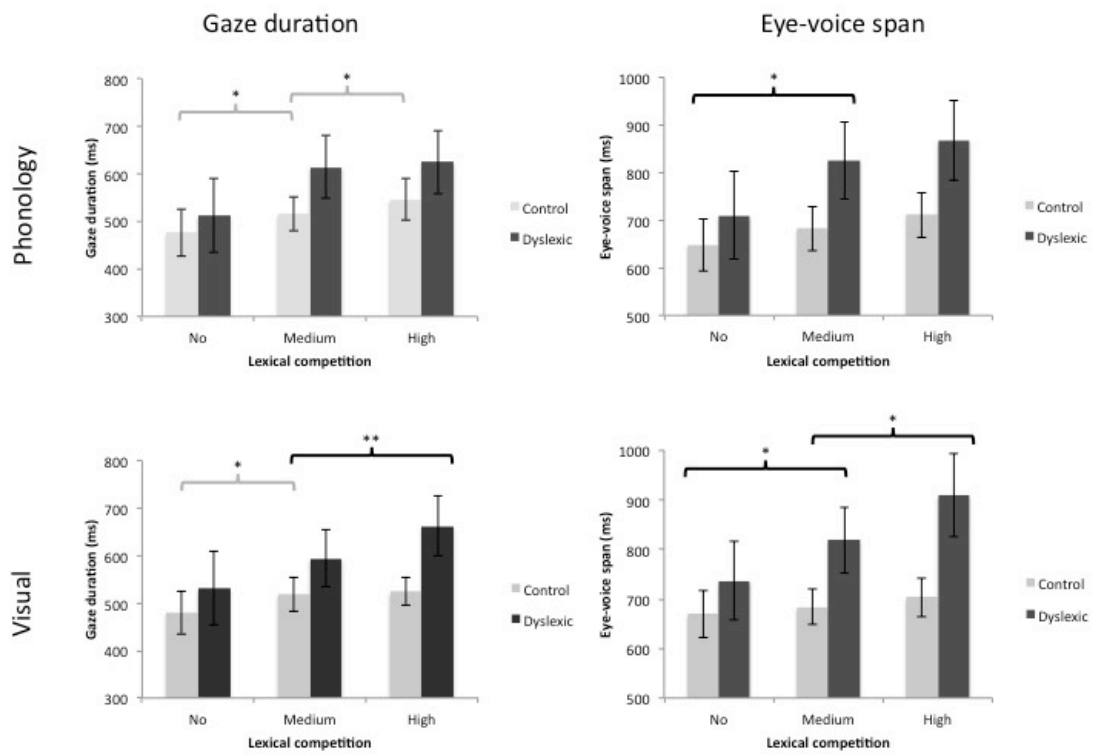 Gaze duration
Eye-voice span
Phonology
Gaze duration (ms)
800
700
600
500
400
300
*
*
No
Medium
High
Lexical competition
Control
Dyslexic
Eye-voice span (ms)
1000
900
800
700
600
500
*
No
Medium
High
Lexical competition
Control
Dyslexic
Visual
Gaze duration (ms)
800
700
600
500
400
300
*
**
No
Medium
High
Lexical competition
Control
Dyslexic
Eye-voice span (ms)
1000
900
800
700
600
500
*
*
No
Medium
High
Lexical competition
Control
Dyslexic